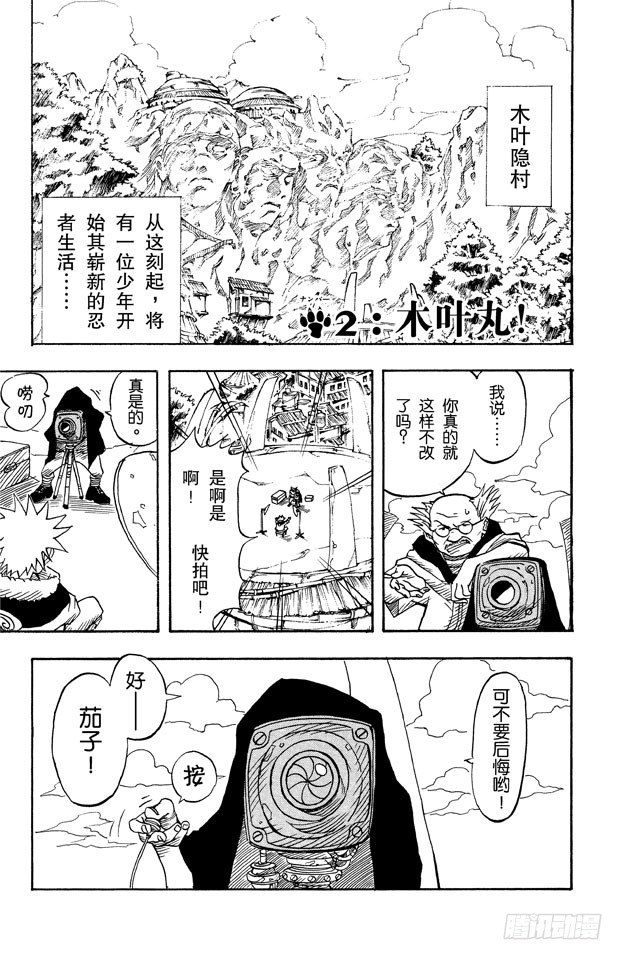 木叶隐村
从这刻起，将
有一位少年开
始其崭新的忍
者生活……
2：木叶丸！
我说……
你真的就
这样不改
了吗？
是啊是
啊！
快拍吧！
真是的。
唠叨
可不要后悔哟！
好——
茄子！
按
腾讯动漫